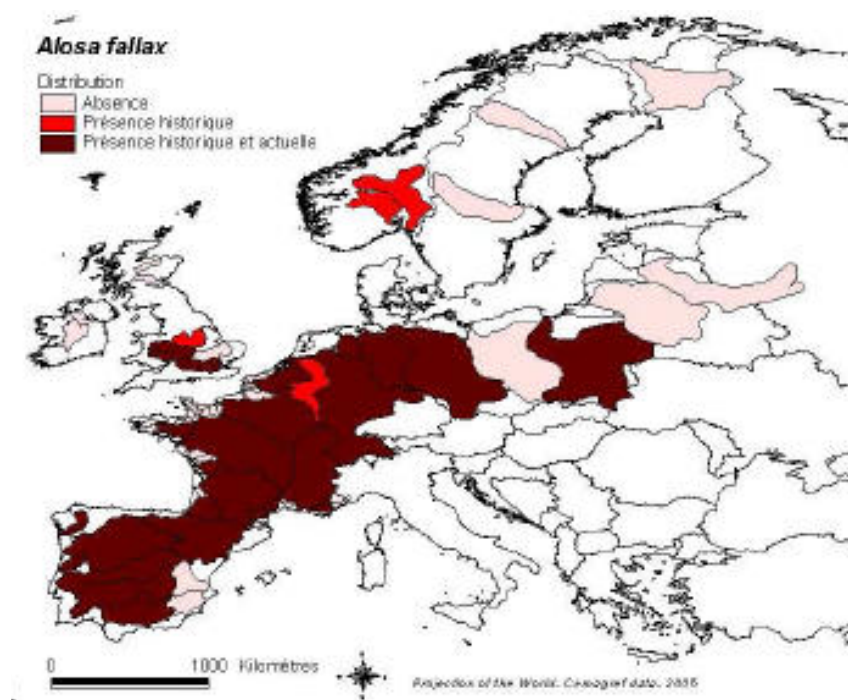 Alosa fallax
Distribution
Absence
Présence historique
Présence historique et actuelle
0 1000 Kilomètres
Projection of the World. Cemagref data. 2005